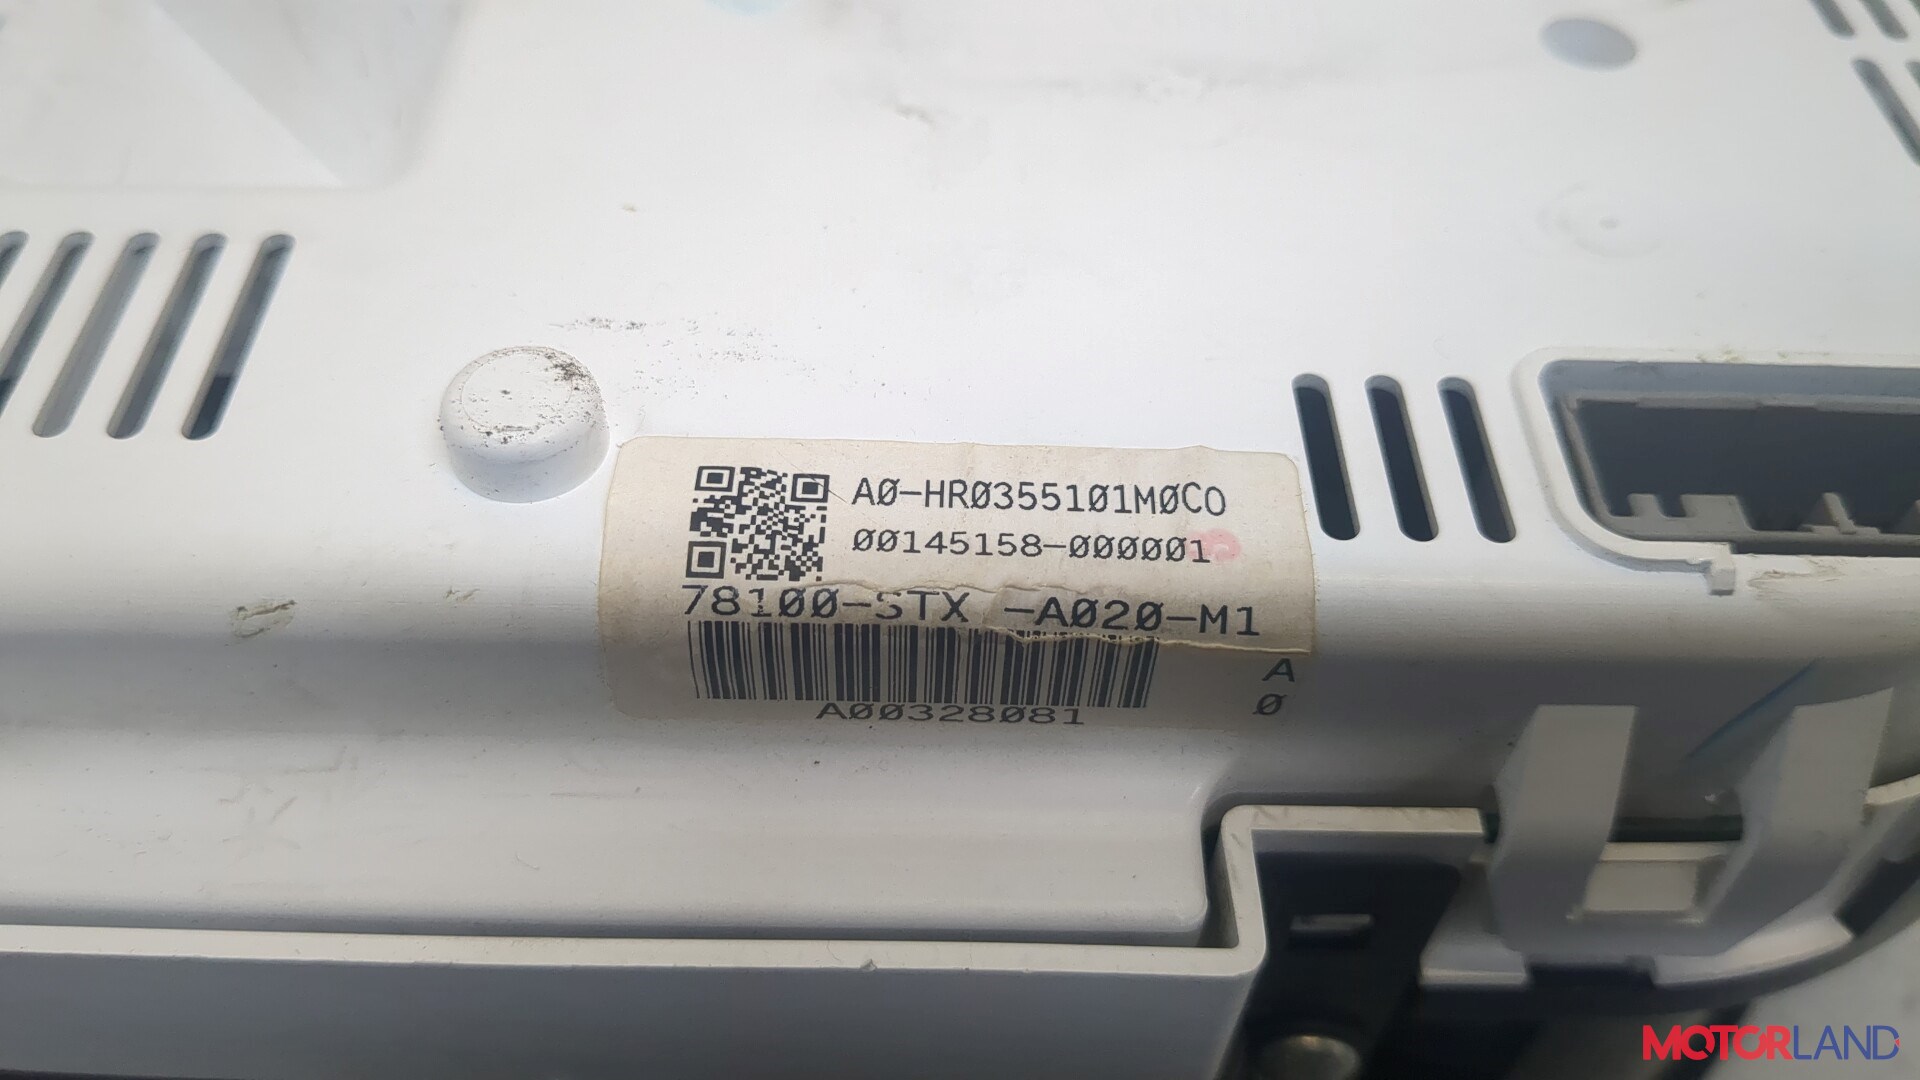 A0-HR0355101M0C0
00145158-000001
78100-STX -A020-M1
A
0
A00328081
MOTORLAND